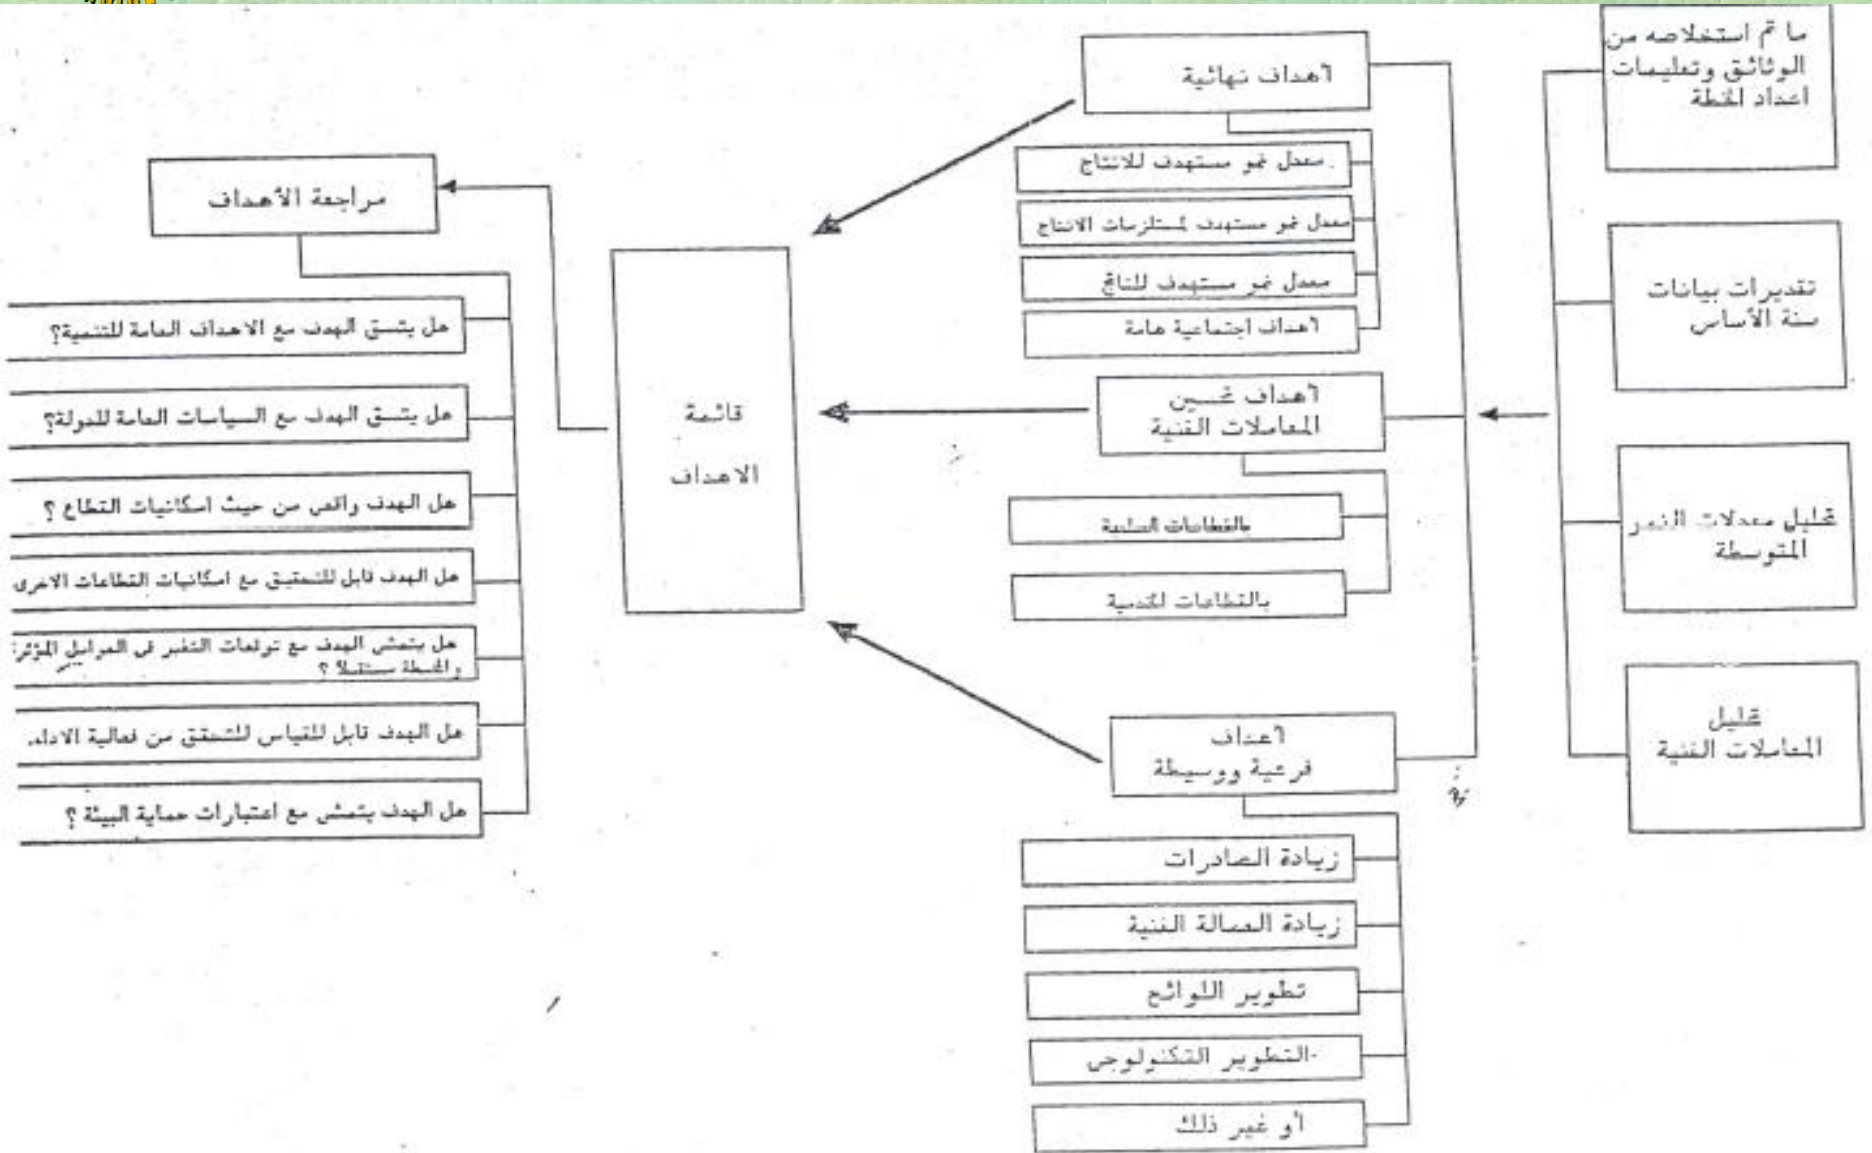 ما تم استخلاصه من
الوثائق وتعليمات
اعداد الخطة
تقديرات بيانات
سنة الأساس
تحليل معدلات النمو
المتوسطة
تحليل
المعاملات الفنية
أهداف نهائية
معدل نمو مستهدف للانتاج
معدل نمو مستهدف لمستلزمات الانتاج
معدل نمو مستهدف للناتج
أهداف اجتماعية هامة
أهداف تحسين
المعاملات الفنية
بالقطاعات السلعية
بالقطاعات الخدمية
أهداف
فرعية ووسيطة
زيادة الصادرات
زيادة العمالة الفنية
تطوير اللوائح
التطوير التكنولوجى
أو غير ذلك
قائمة
الاهداف
مراجعة الأهداف
هل يتسق الهدف مع الاهداف العامة للتنمية؟
هل يتسق الهدف مع السياسات العامة للدولة؟
هل الهدف واقعى من حيث امكانيات القطاع ؟
هل الهدف قابل للتحقيق مع امكانيات القطاعات الاخرى
هل يتمشى الهدف مع توقعات التغير فى العوامل المؤثرة
والمحيطة مستقبلاً ؟
هل الهدف قابل للقياس للتحقق من فعالية الاداء.
هل الهدف يتمشى مع اعتبارات حماية البيئة ؟